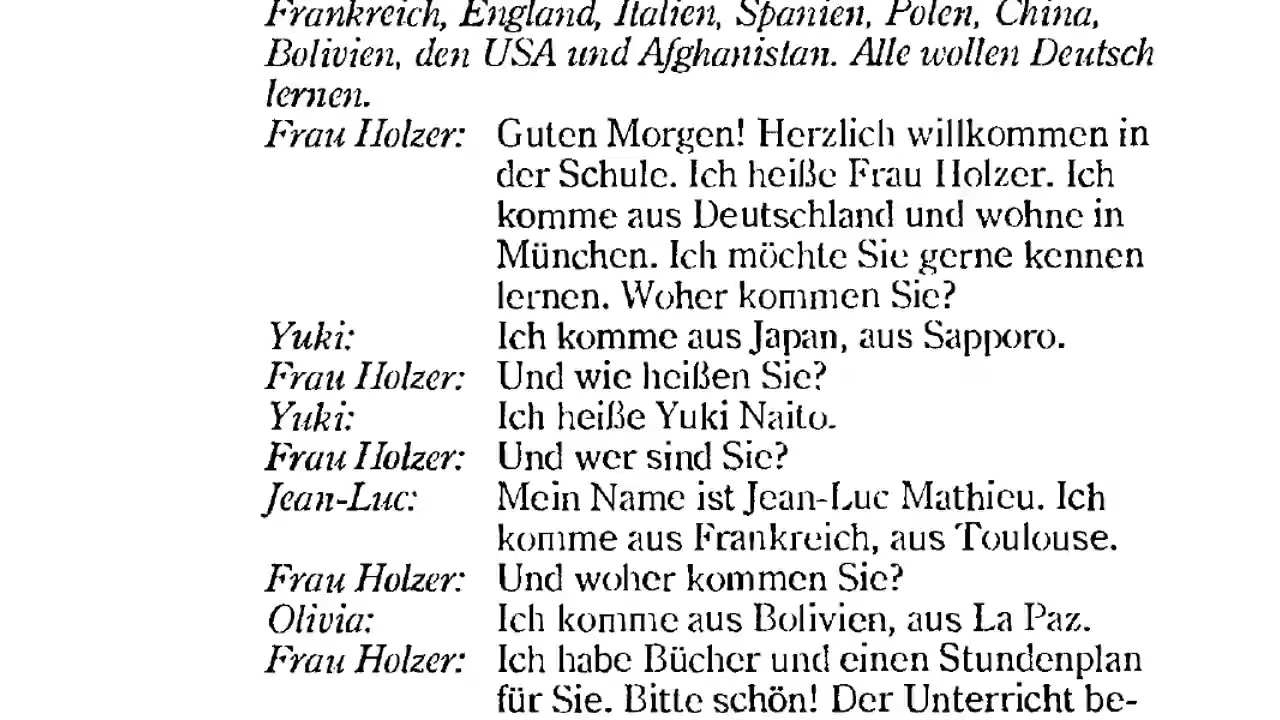 Frankreich, England, Italien, Spanien, Polen, China,
Bolivien, den USA und Afghanistan. Alle wollen Deutsch
lernen.
Frau Holzer: Guten Morgen! Herzlich willkommen in
der Schule. Ich heiße Frau Holzer. Ich
komme aus Deutschland und wohne in
München. Ich möchte Sie gerne kennen
lernen. Woher kommen Sie?
Yuki: Ich komme aus Japan, aus Sapporo.
Frau Holzer: Und wie heißen Sie?
Yuki: Ich heiße Yuki Naito.
Frau Holzer: Und wer sind Sie?
Jean-Luc: Mein Name ist Jean-Luc Mathieu. Ich
komme aus Frankreich, aus Toulouse.
Frau Holzer: Und woher kommen Sie?
Olivia: Ich komme aus Bolivien, aus La Paz.
Frau Holzer: Ich habe Bücher und einen Stundenplan
für Sie. Bitte schön! Der Unterricht be-